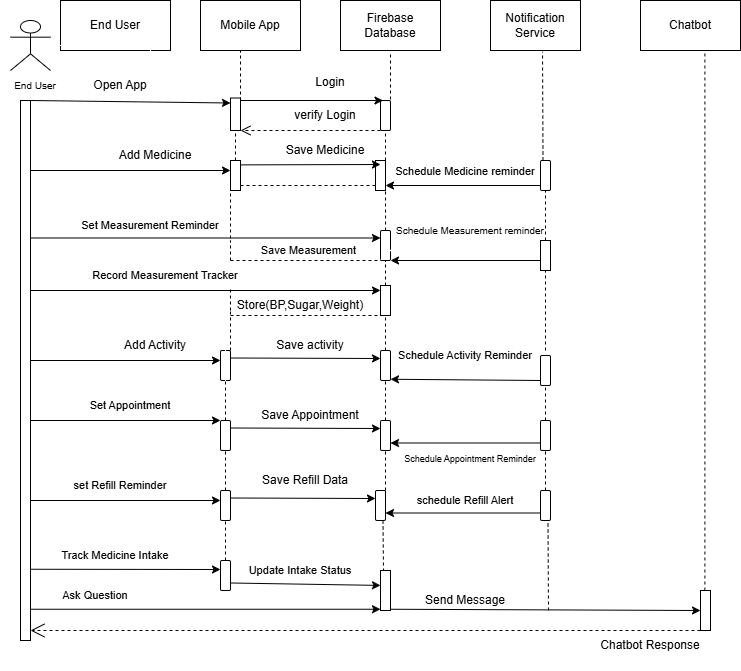 End User
Mobile App
Firebase
Database
Notification
Service
Chatbot
End User
Open App
Login
verify Login
Add Medicine
Save Medicine
Schedule Medicine reminder
Set Measurement Reminder
Schedule Measurement reminder
Save Measurement
Record Measurement Tracker
Store(BP,Sugar,Weight)
Add Activity
Save activity
Schedule Activity Reminder
Set Appointment
Save Appointment
Schedule Appointment Reminder
set Refill Reminder
Save Refill Data
schedule Refill Alert
Track Medicine Intake
Update Intake Status
Ask Question
Send Message
Chatbot Response